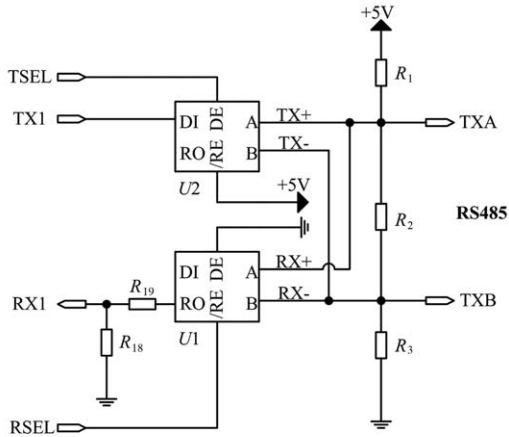 +5V
TSEL
R1
TX1
DI
DE
A
TX+
TXA
RO
/RE
B
TX-
U2
+5V
R2
RS485
DI
DE
A
RX+
RX1
R19
RO
/RE
B
RX-
TXB
U1
R18
R3
RSEL